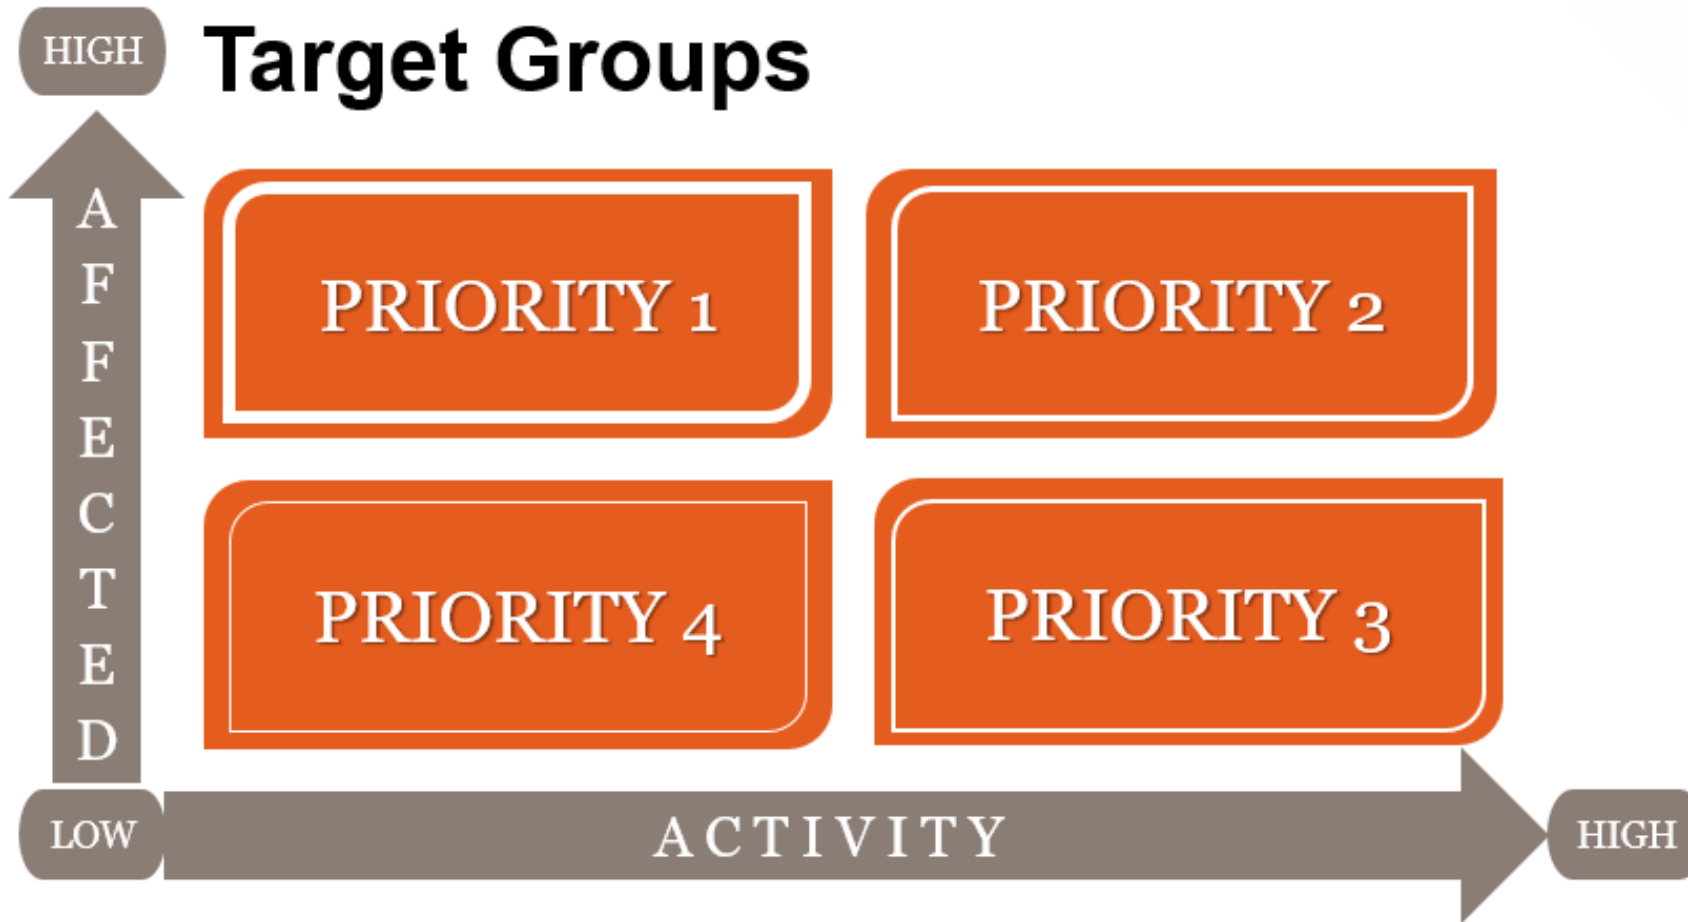 HIGH
Target Groups
AFFECTED
PRIORITY 1
PRIORITY 2
PRIORITY 4
PRIORITY 3
LOW
ACTIVITY
HIGH